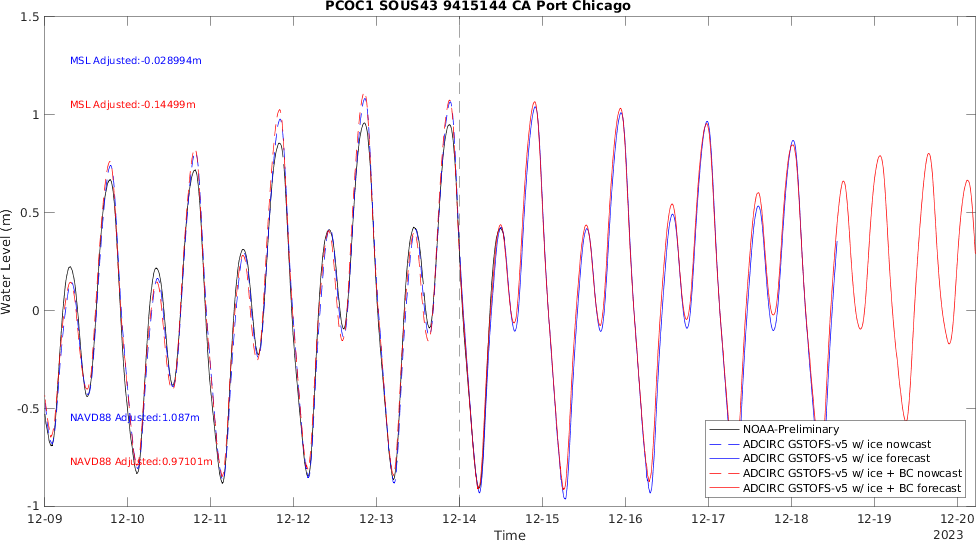 PCOC1 SOUS43 9415144 CA Port Chicago
1.5
1
0.5
0
-0.5
-1
Water Level (m)
MSL Adjusted:-0.028994m
MSL Adjusted:-0.14499m
NAVD88 Adjusted:1.087m
NAVD88 Adjusted:0.97101m
NOAA-Preliminary
ADCIRC GSTOFS-v5 w/ ice nowcast
ADCIRC GSTOFS-v5 w/ ice forecast
ADCIRC GSTOFS-v5 w/ ice + BC nowcast
ADCIRC GSTOFS-v5 w/ ice + BC forecast
12-09 12-10 12-11 12-12 12-13 12-14 12-15 12-16 12-17 12-18 12-19 12-20
Time
2023